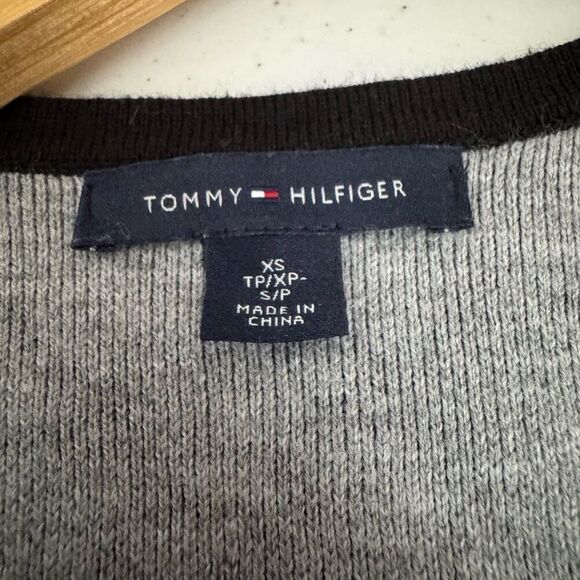 TOMMY HILFIGER
XS
TP/XP-
S/P
MADE IN
CHINA